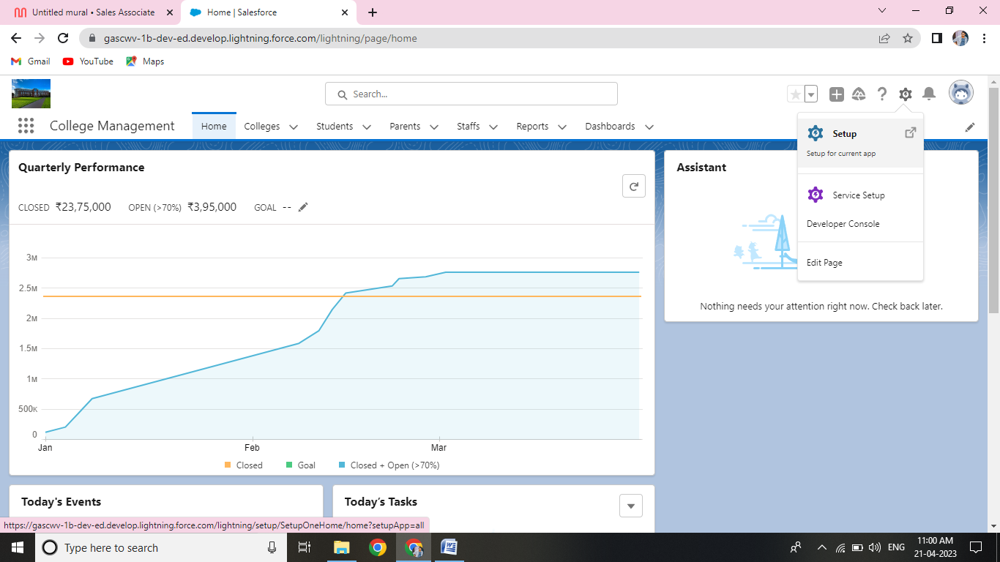 Untitled mural • Sales Associate
Home | Salesforce
gascwv-1b-dev-ed.develop.lightning.force.com/lightning/page/home
Gmail YouTube Maps
Search...
College Management Home Colleges Students Parents Staffs Reports Dashboards
Setup
Setup for current app
Service Setup
Developer Console
Edit Page
Quarterly Performance
CLOSED ₹23,75,000 OPEN (>70%) ₹3,95,000 GOAL --
3M
2.5M
2M
1.5M
1M
500K
0
Jan Feb Mar
Closed Goal Closed + Open (>70%)
Assistant
Nothing needs your attention right now. Check back later.
Today's Events
Today's Tasks
https://gascwv-1b-dev-ed.develop.lightning.force.com/lightning/setup/SetupOneHome/home?setupApp=all
Type here to search
ENG
11:00 AM
21-04-2023